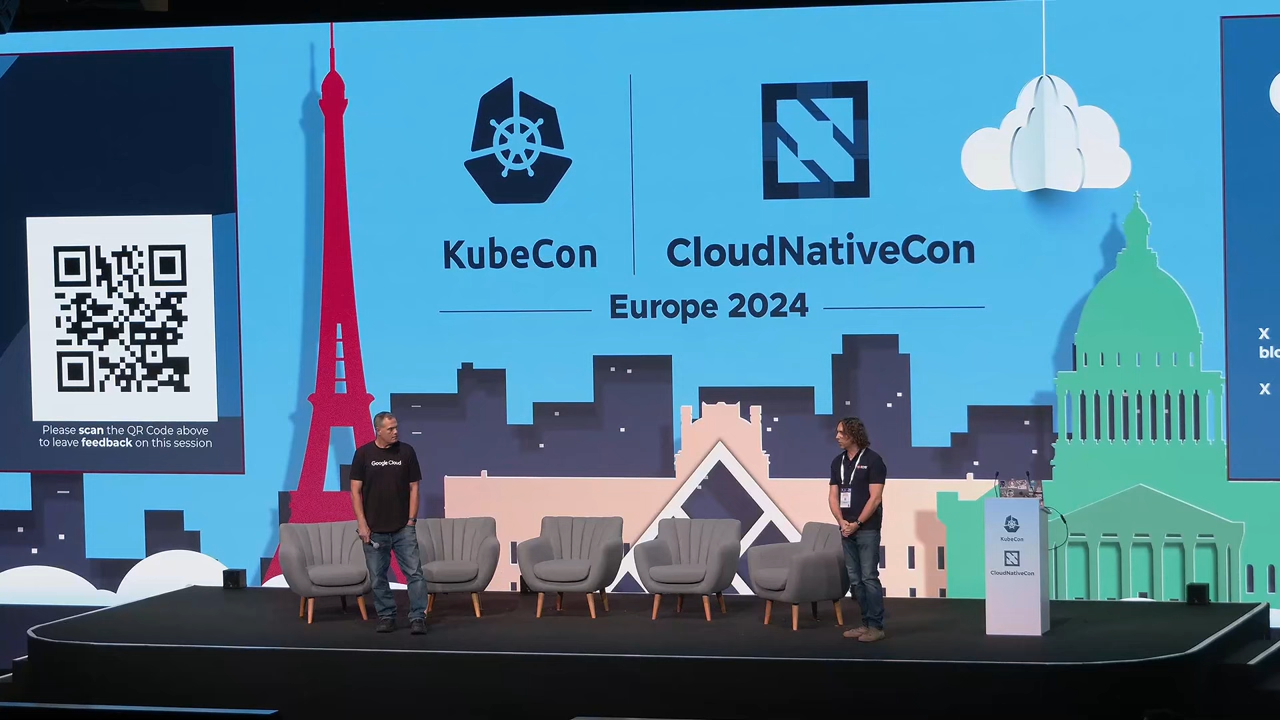 KubeCon
CloudNativeCon
Europe 2024
Please scan the QR Code above
to leave feedback on this session
X
X
Google Cloud
KubeCon
CloudNativeCon